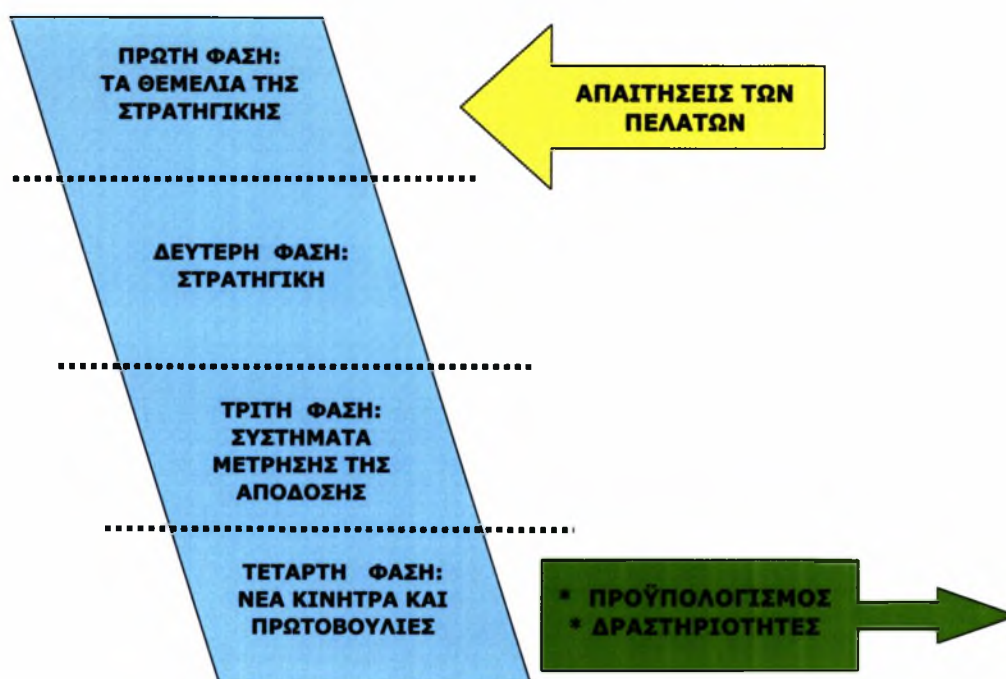 ΠΡΩΤΗ ΦΑΣΗ:
ΤΑ ΘΕΜΕΛΙΑ ΤΗΣ
ΣΤΡΑΤΗΓΙΚΗΣ
ΑΠΑΙΤΗΣΕΙΣ ΤΩΝ
ΠΕΛΑΤΩΝ
ΔΕΥΤΕΡΗ ΦΑΣΗ:
ΣΤΡΑΤΗΓΙΚΗ
ΤΡΙΤΗ ΦΑΣΗ:
ΣΥΣΤΗΜΑΤΑ
ΜΕΤΡΗΣΗΣ ΤΗΣ
ΑΠΟΔΟΣΗΣ
ΤΕΤΑΡΤΗ ΦΑΣΗ:
ΝΕΑ ΚΙΝΗΤΡΑ ΚΑΙ
ΠΡΩΤΟΒΟΥΛΙΕΣ
* ΠΡΟΫΠΟΛΟΓΙΣΜΟΣ
* ΔΡΑΣΤΗΡΙΟΤΗΤΕΣ